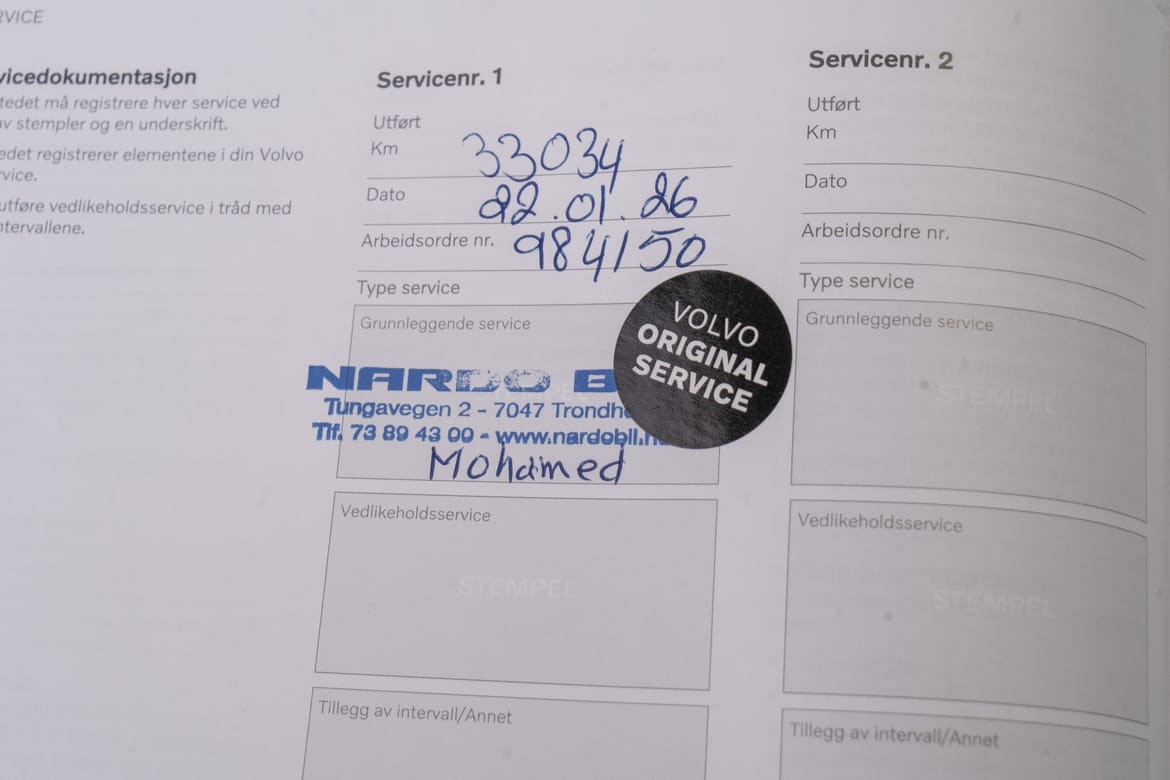 RVICE
vicedokumentasjon
tedet må registrere hver service ved
av stempler og en underskrift.
edet registrerer elementene i din Volvo
rvice.
utføre vedlikeholdsservice i tråd med
ntervallene.
Servicenr. 1
Utført
Km 33034
Dato 22.01.26
Arbeidsordre nr. 984150
Type service
Grunnleggende service
STEMPEL
NARDO B
Tungavegen 2 - 7047 Trondh
Tlf. 73 89 43 00 - www.nardobil.n
Mohamed
VOLVO
ORIGINAL
SERVICE
Vedlikeholdsservice
STEMPEL
Tillegg av intervall/Annet
Servicenr. 2
Utført
Km
Dato
Arbeidsordre nr.
Type service
Grunnleggende service
STEMPEL
Vedlikeholdsservice
STEMPEL
Tillegg av intervall/Annet